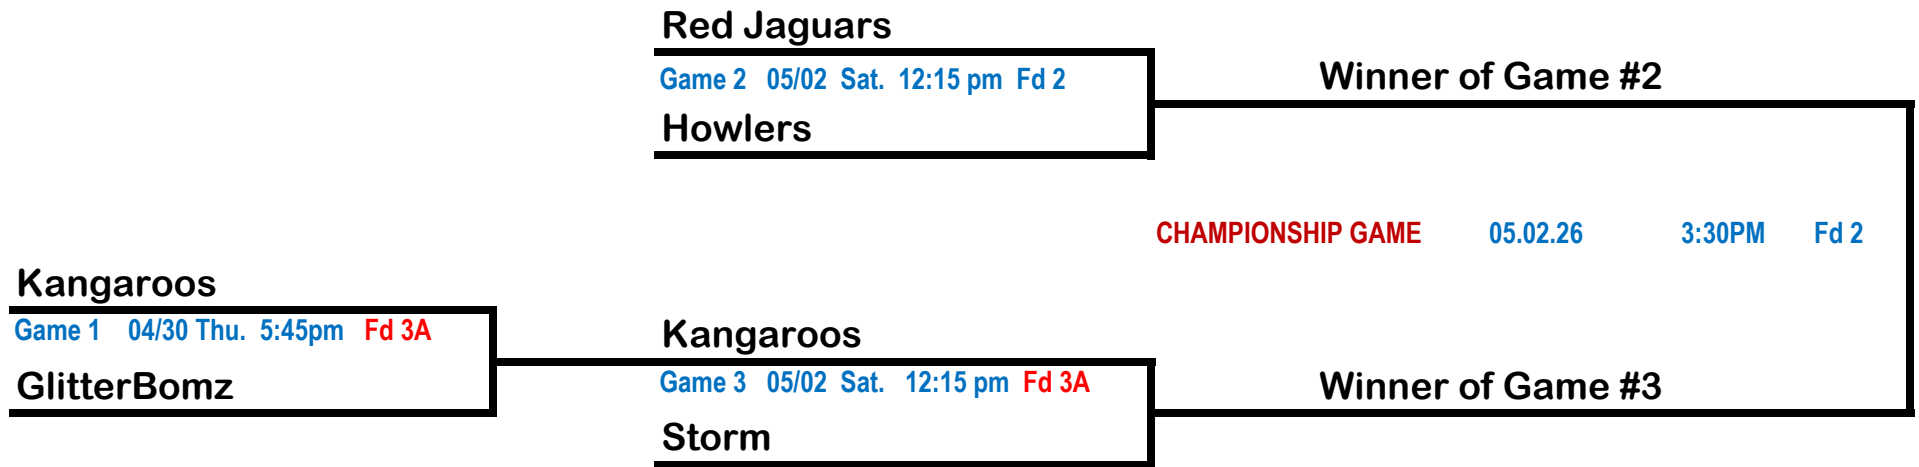 Red Jaguars
Game 2 05/02 Sat. 12:15 pm Fd 2
Winner of Game #2
Howlers
CHAMPIONSHIP GAME 05.02.26 3:30PM Fd 2
Kangaroos
Game 1 04/30 Thu. 5:45pm Fd 3A
GlitterBomz
Kangaroos
Game 3 05/02 Sat. 12:15 pm Fd 3A
Winner of Game #3
Storm